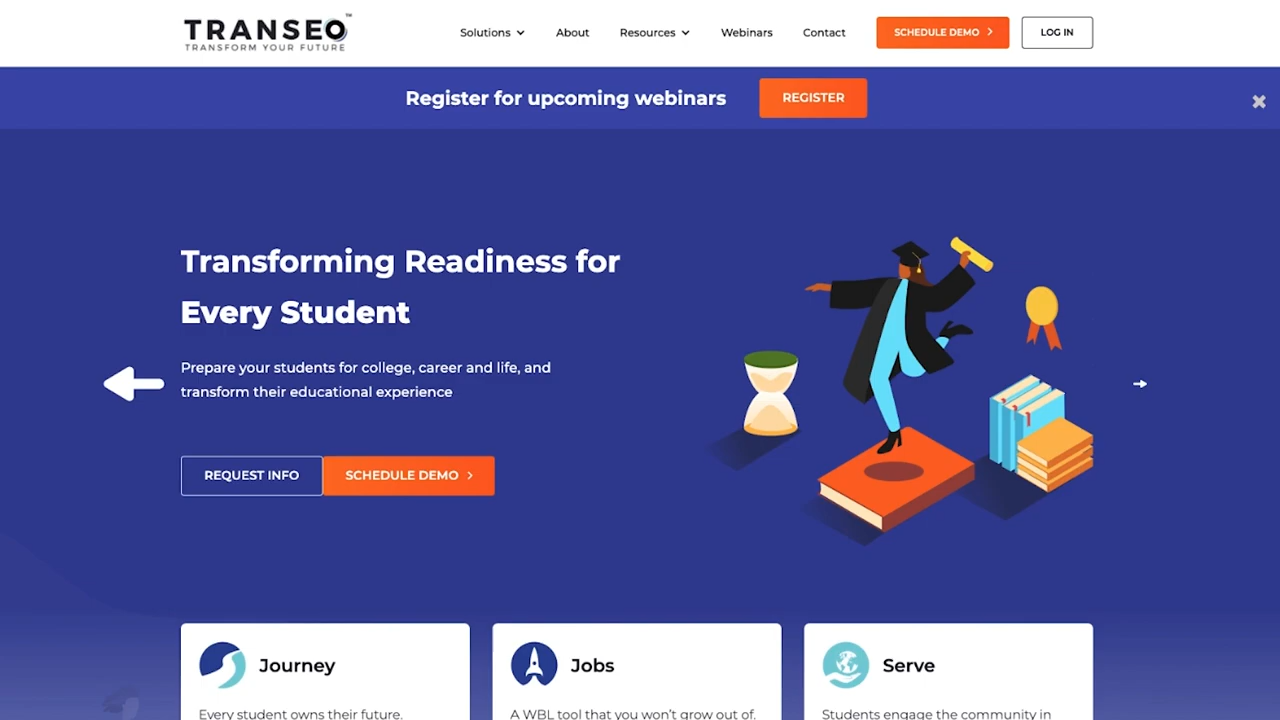 TRANSEO™
TRANSFORM YOUR FUTURE
Solutions
About
Resources
Webinars
Contact
SCHEDULE DEMO
LOG IN
Register for upcoming webinars
REGISTER
Transforming Readiness for
Every Student
Prepare your students for college, career and life, and
transform their educational experience
REQUEST INFO
SCHEDULE DEMO
Journey
Jobs
Serve
Every student owns their future.
A WBL tool that you won't grow out of.
Students engage the community in